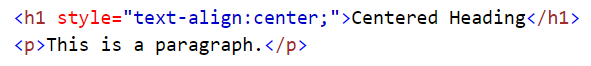 <h1 style="text-align:center;">Centered Heading</h1>
<p>This is a paragraph.</p>